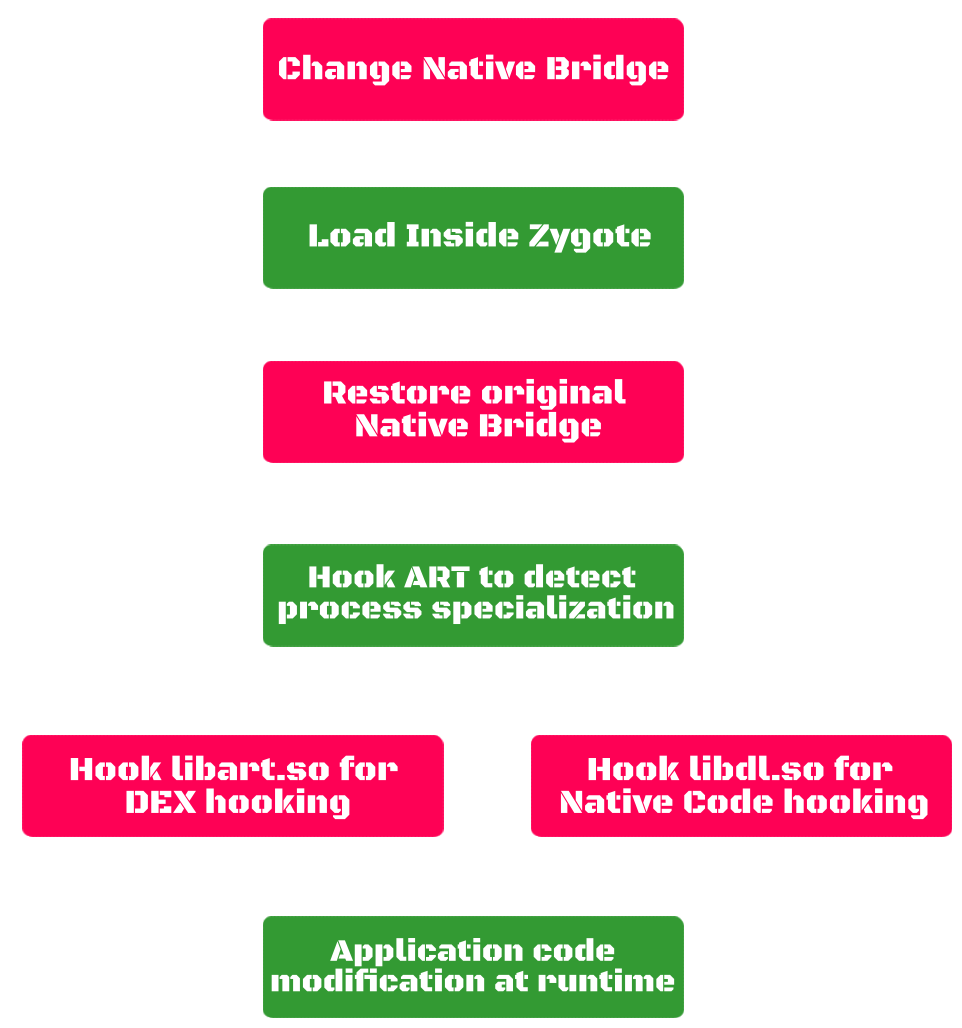 Change Native Bridge
Load Inside Zygote
Restore original
Native Bridge
Hook ART to detect
process specialization
Hook libart.so for
DEX hooking
Hook libdl.so for
Native Code hooking
Application code
modification at runtime